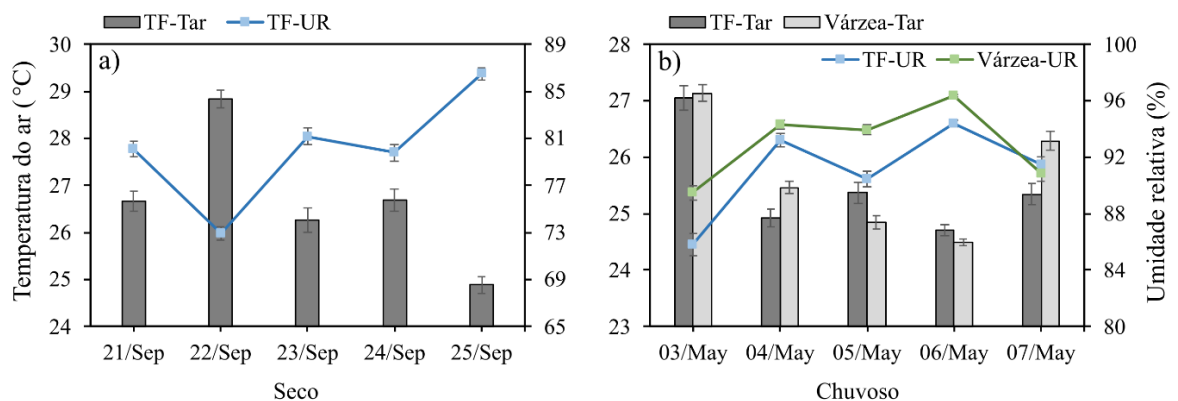 TF-Tar TF-UR
a)
Temperatura do ar ( °C)
30
29
28
27
26
25
24
89
85
81
77
73
69
65
21/Sep 22/Sep 23/Sep 24/Sep 25/Sep
Seco
TF-Tar Várzea-Tar
b)
TF-UR Várzea-UR
28
27
26
25
24
23
100
96
92
88
84
80
Umidade relativa (%)
03/May 04/May 05/May 06/May 07/May
Chuvoso